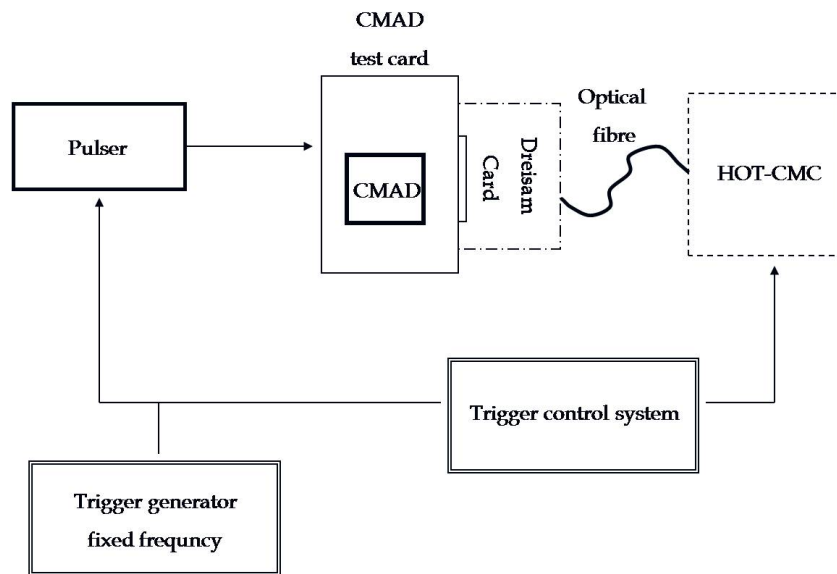 CMAD
test card
Pulser
CMAD
Dreisam
Card
Optical
fibre
HOT-CMC
Trigger control system
Trigger generator
fixed frequncy